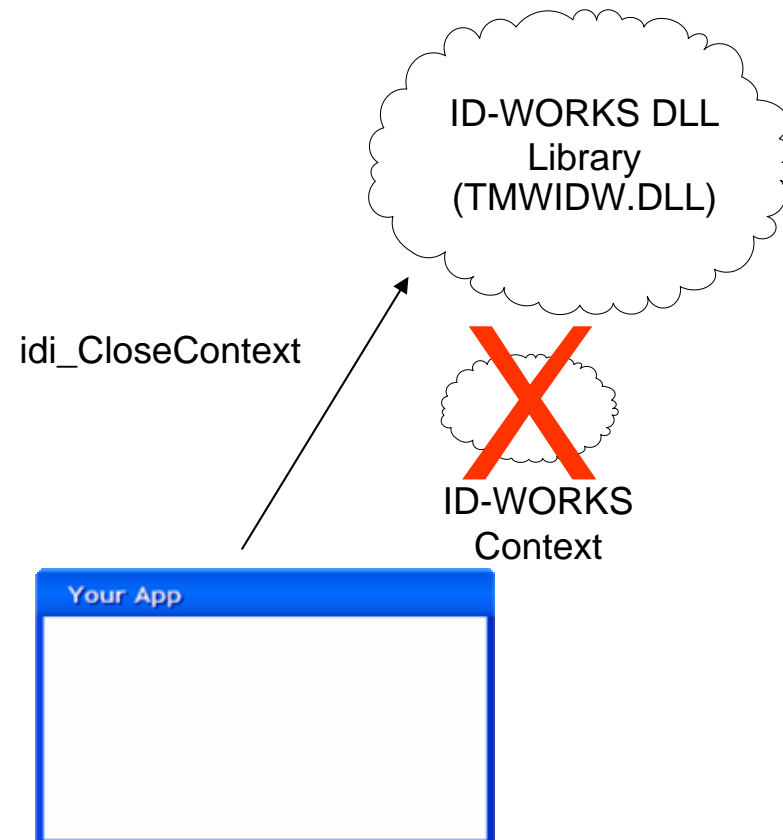 ID-WORKS DLL
Library
(TMWIDW.DLL)
idi_CloseContext
ID-WORKS
Context
Your App